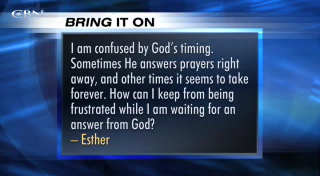 CBN
BRING IT ON
I am confused by God's timing.
Sometimes He answers prayers right
away, and other times it seems to take
forever. How can I keep from being
frustrated while I am waiting for an
answer from God?
– Esther